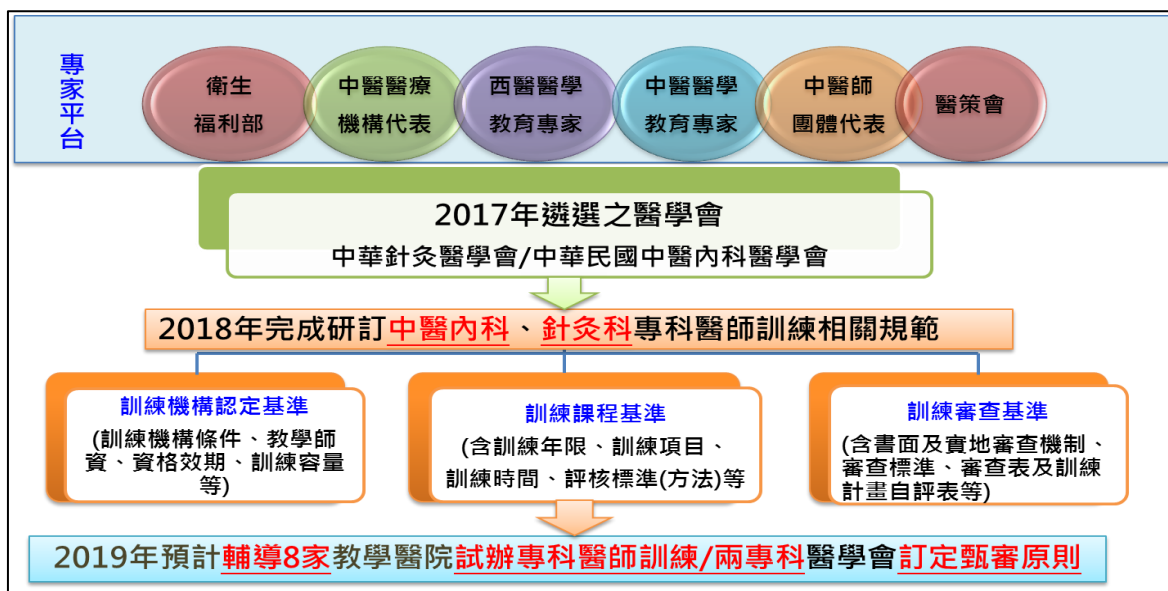 專家平台
衛生
福利部
中醫醫療
機構代表
西醫醫學
教育專家
中醫醫學
教育專家
中醫師
團體代表
醫策會
2017年遴選之醫學會
中華針灸醫學會/中華民國中醫內科醫學會
2018年完成研訂中醫內科、針灸科專科醫師訓練相關規範
訓練機構認定基準
(訓練機構條件、教學師
資、資格效期、訓練容量
等)
訓練課程基準
(含訓練年限、訓練項目、
訓練時間、評核標準(方法)等
訓練審查基準
(含書面及實地審查機制、
審查標準、審查表及訓練
計畫自評表等)
2019年預計輔導8家教學醫院試辦專科醫師訓練/兩專科醫學會訂定甄審原則